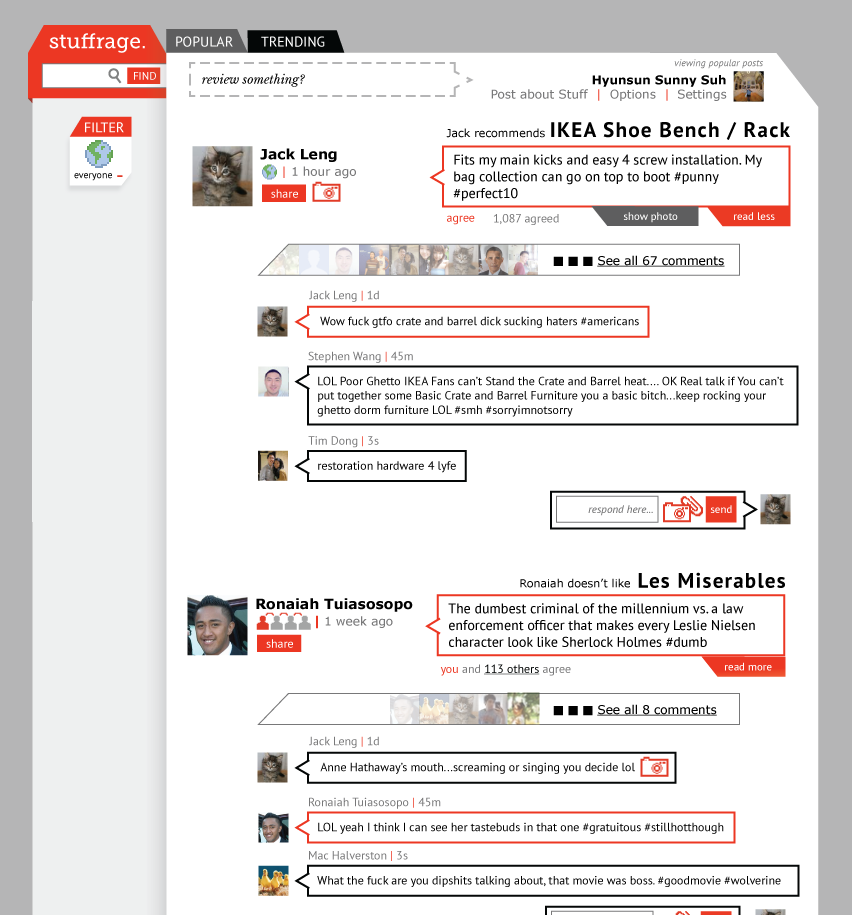 stuffrage.
POPULAR
TRENDING
FIND
review something?
viewing popular posts
Hyunsun Sunny Suh
Post about Stuff | Options | Settings
FILTER
everyone
Jack recommends IKEA Shoe Bench / Rack
Jack Leng
| 1 hour ago
share
Fits my main kicks and easy 4 screw installation. My
bag collection can go on top to boot #punny
#perfect10
agree 1,087 agreed
show photo
read less
See all 67 comments
Jack Leng | 1d
Wow fuck gtfo crate and barrel dick sucking haters #americans
Stephen Wang | 45m
LOL Poor Ghetto IKEA Fans can't Stand the Crate and Barrel heat.... OK Real talk if You can't
put together some Basic Crate and Barrel Furniture you a basic bitch...keep rocking your
ghetto dorm furniture LOL #smh #sorryimnotsorry
Tim Dong | 3s
restoration hardware 4 lyfe
respond here...
send
Ronaiah doesn't like Les Miserables
Ronaiah Tuiasosopo
| 1 week ago
share
The dumbest criminal of the millennium vs. a law
enforcement officer that makes every Leslie Nielsen
character look like Sherlock Holmes #dumb
you and 113 others agree
read more
See all 8 comments
Jack Leng | 1d
Anne Hathaway's mouth...screaming or singing you decide lol
Ronaiah Tuiasosopo | 45m
LOL yeah I think I can see her tastebuds in that one #gratuitous #stillhotthough
Mac Halverston | 3s
What the fuck are you dipshits talking about, that movie was boss. #goodmovie #wolverine